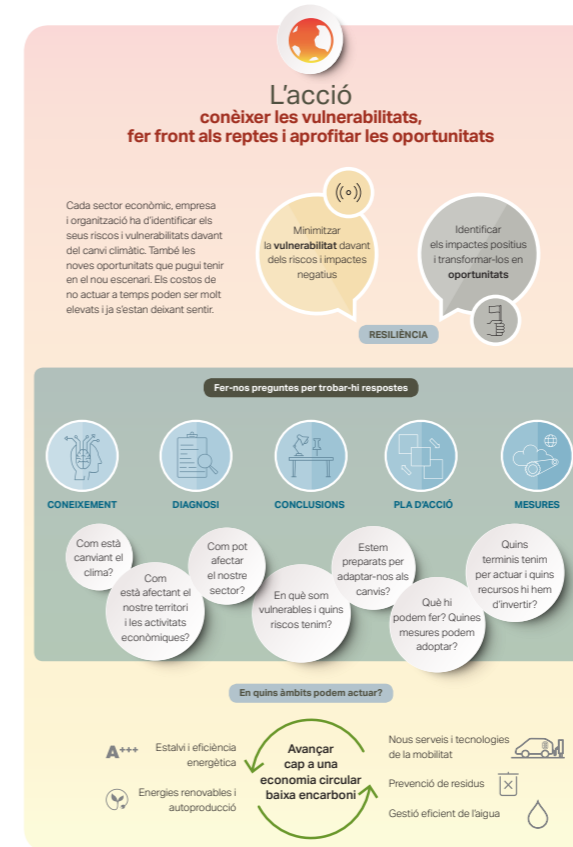 L'acció
conèixer les vulnerabilitats,
fer front als reptes i aprofitar les oportunitats
Cada sector econòmic, empresa
i organització ha d'identificar els
seus riscos i vulnerabilitats davant
del canvi climàtic. També les
noves oportunitats que pugui tenir
en el nou escenari. Els costos de
no actuar a temps poden ser molt
elevats i ja s'estan deixant sentir.
Minimitzar
la vulnerabilitat davant
dels riscos i impactes
negatius
Identificar
els impactes positius
i transformar-los en
oportunitats
RESILIÈNCIA
Fer-nos preguntes per trobar-hi respostes
CONEIXEMENT
DIAGNOSI
CONCLUSIONS
PLA D'ACCIÓ
MESURES
Com està
canviant el
clima?
Com
està afectant el
nostre territori
i les activitats
econòmiques?
Com pot
afectar
el nostre
sector?
En què som
vulnerables i quins
riscos tenim?
Estem
preparats per
adaptar-nos als
canvis?
Què hi
podem fer? Quines
mesures podem
adoptar?
Quins
terminis tenim
per actuar i quins
recursos hi hem
d'invertir?
En quins àmbits podem actuar?
A+++
Estalvi i eficiència
energètica
Energies renovables i
autoproducció
Avançar
cap a una
economia circular
baixa encarboni
Nous serveis i tecnologies
de la mobilitat
Prevenció de residus
Gestió eficient de l'aigua